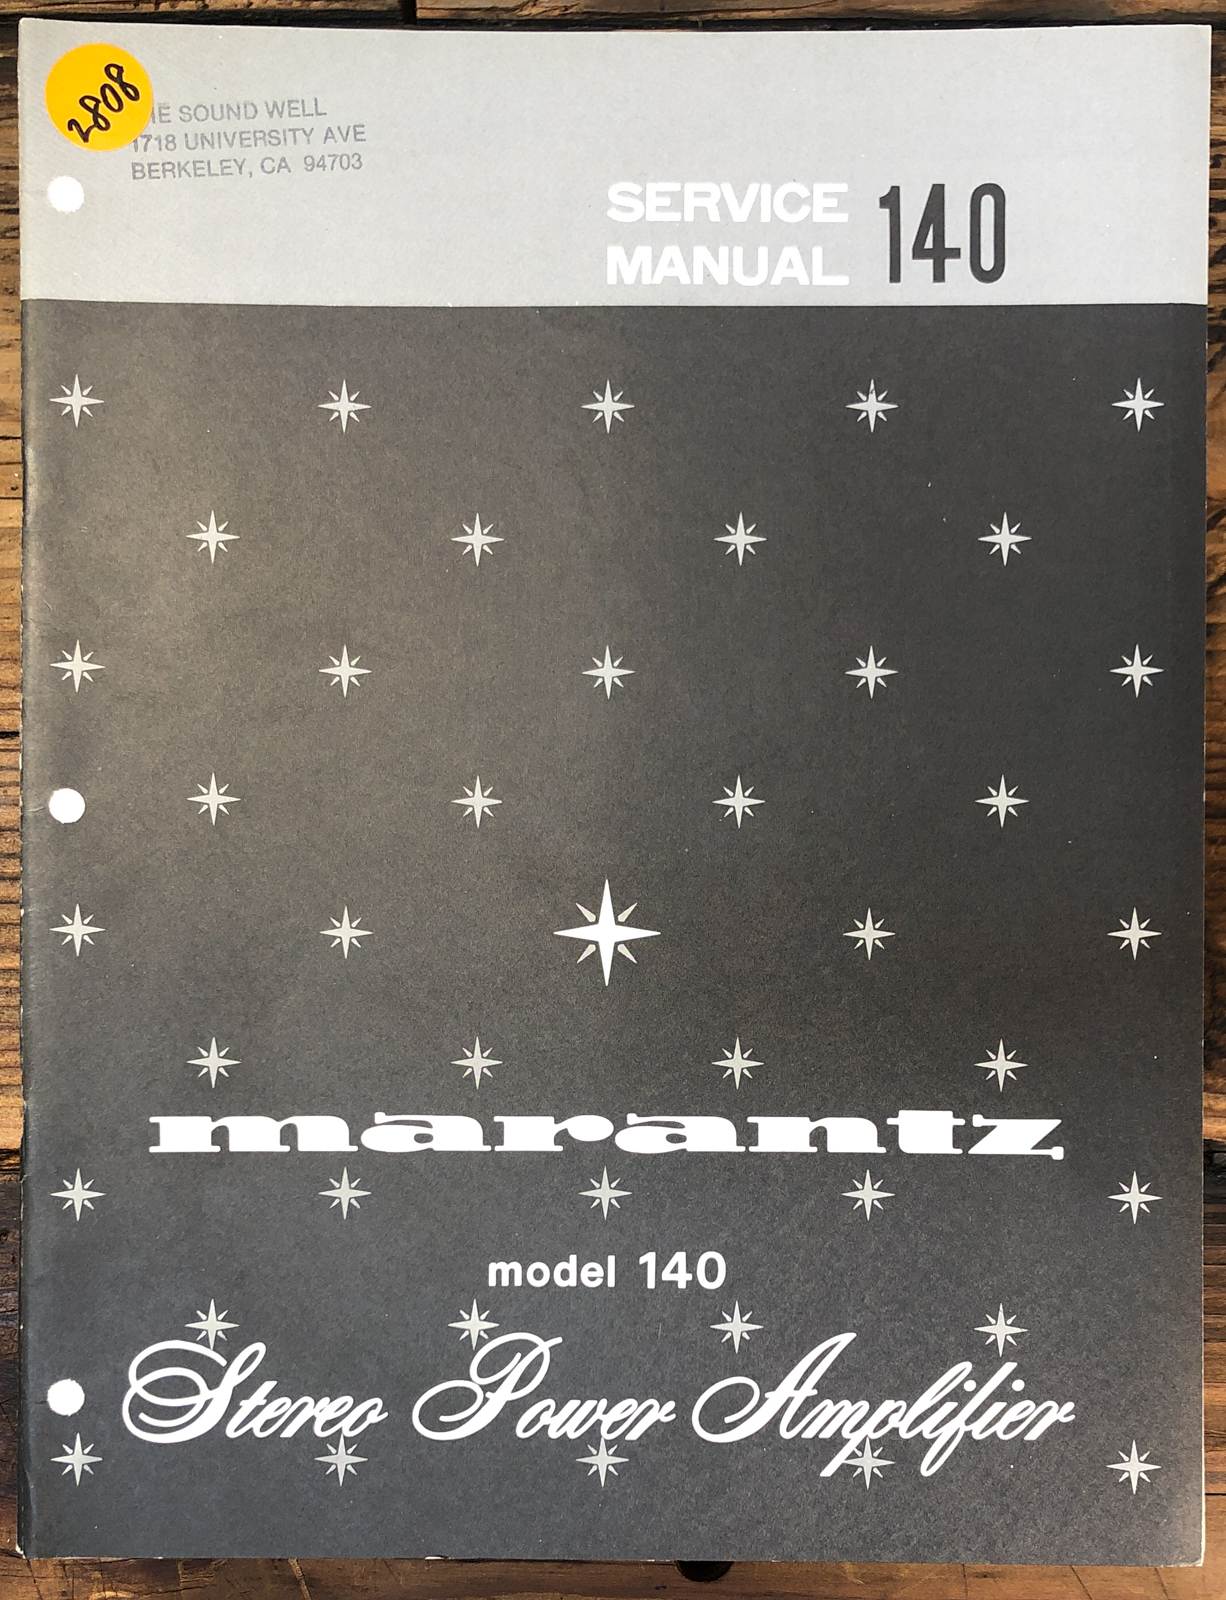 2808
SOUND WELL
1718 UNIVERSITY AVE
BERKELEY, CA 94703
SERVICE
MANUAL 140
marantz
model 140
Stereo Power Amplifier